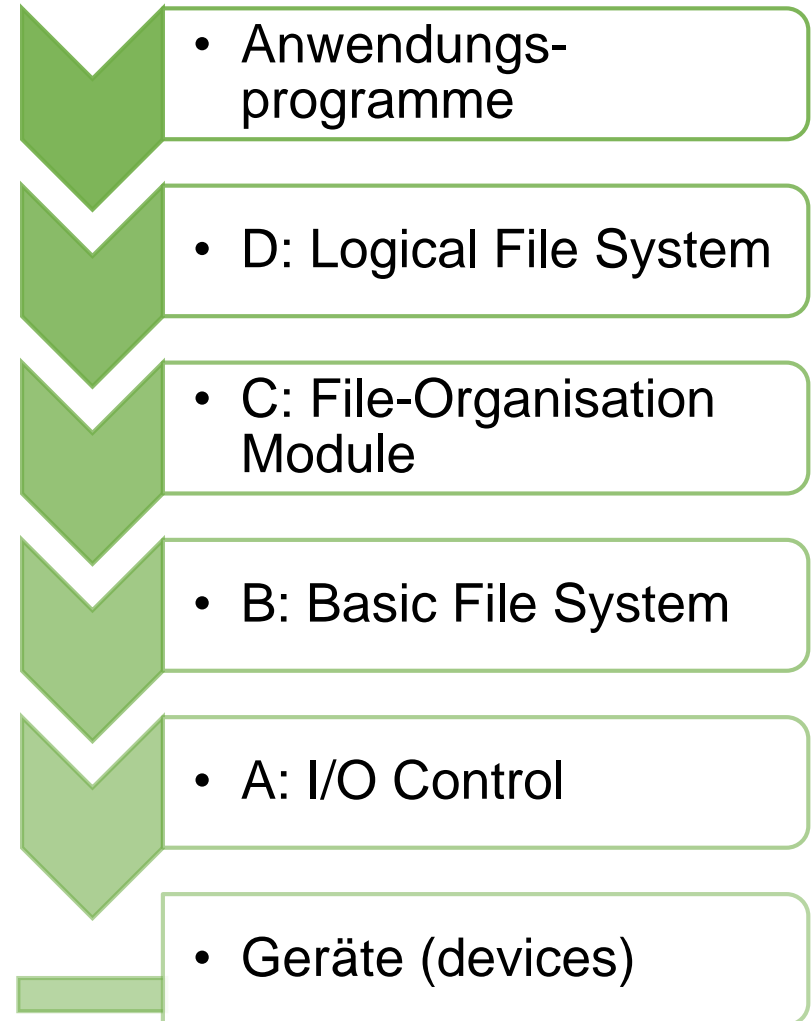 • Anwendungs-
programme
• D: Logical File System
• C: File-Organisation
Module
• B: Basic File System
• A: I/O Control
• Geräte (devices)